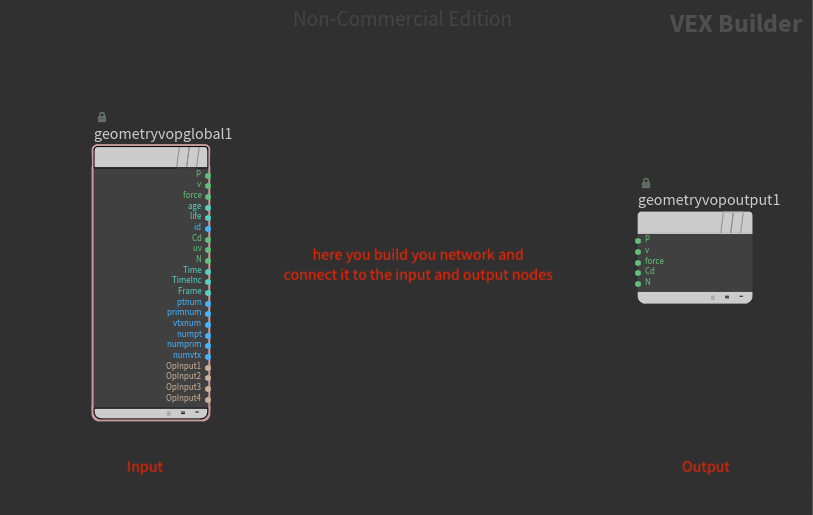 Non-Commercial Edition
VEX Builder
geometryvopglobal1
P
v
force
age
life
id
Cd
uv
N
Time
TimeInc
Frame
ptnum
primnum
vtxnum
numpt
numprim
numvtx
OpInput1
OpInput2
OpInput3
OpInput4
here you build you network and
connect it to the input and output nodes
geometryvopoutput1
P
v
force
Cd
N
Input
Output